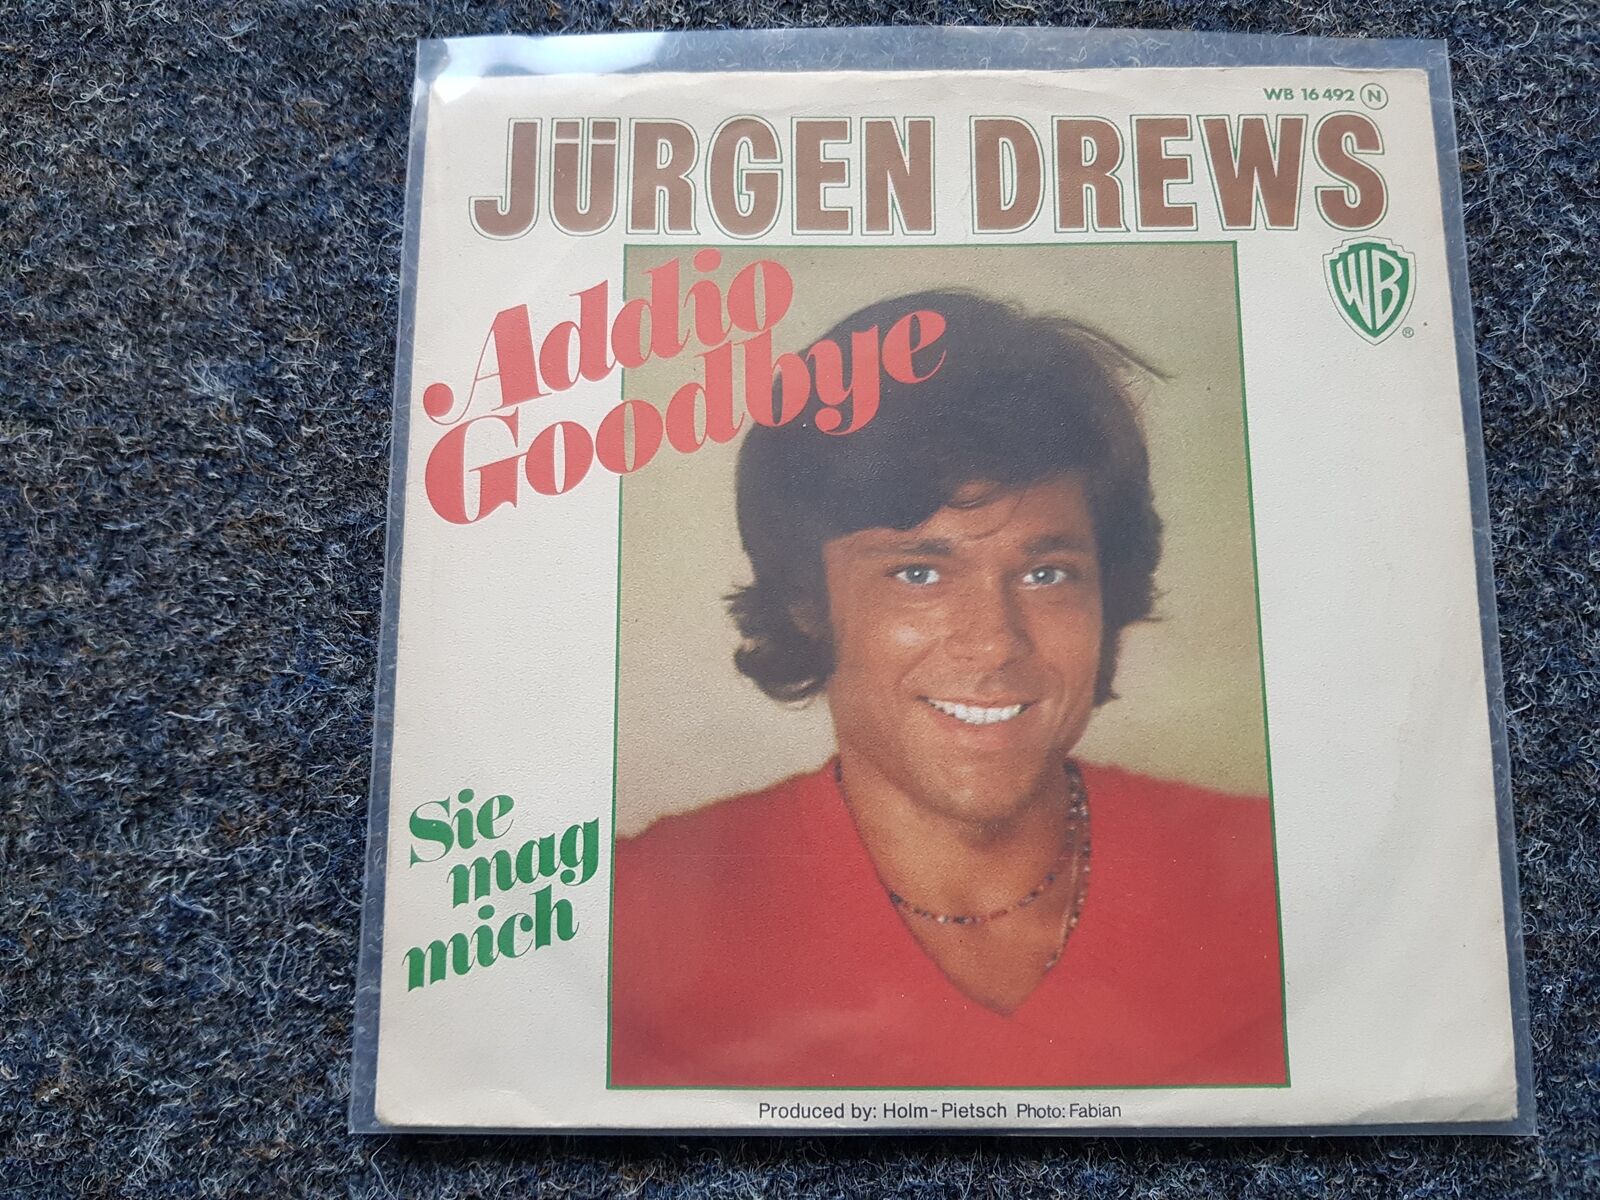 WB 16 492 N
JÜRGEN DREWS
WB
®
Addio
Goodbye
Sie
mag
mich
Produced by: Holm-Pietsch Photo: Fabian